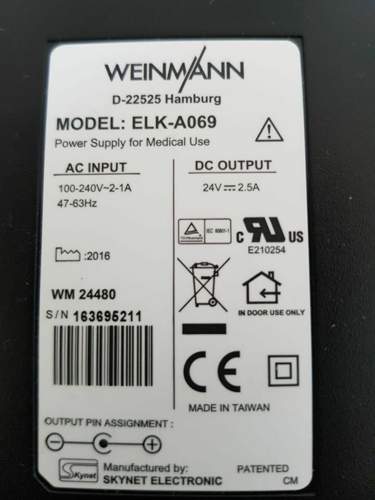 WEINMANN
D-22525 Hamburg
MODEL: ELK-A069
Power Supply for Medical Use
AC INPUT
100-240V~2-1A
47-63Hz
DC OUTPUT
24V⎓2.5A
:2016
IEC 60601-1
C UR US
E210254
WM 24480
S/N 163695211
IN DOOR USE ONLY
CE
MADE IN TAIWAN
OUTPUT PIN ASSIGNMENT :
Skynet
Manufactured by:
SKYNET ELECTRONIC
PATENTED
CM